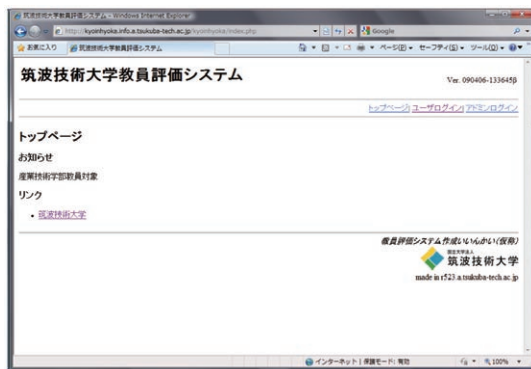 筑波技術大学教員評価システム - Windows Internet Explorer
http://kyoinhyoka.info.a.tsukuba-tech.ac.jp/kyoinhyoka/index.php
Google
お気に入り
筑波技術大学教員評価システム
ページ(P) セーフティ(S) ツール(O)
筑波技術大学教員評価システム
Ver. 090406-133645β
トップページ| ユーザログイン| アドミンログイン
トップページ
お知らせ
産業技術学部教員対象
リンク
• 筑波技術大学
教員評価システム作成いいんかい(仮称)
国立大学法人
筑波技術大学
made in r523.a.tsukuba-tech.ac.jp
インターネット | 保護モード: 有効
100%